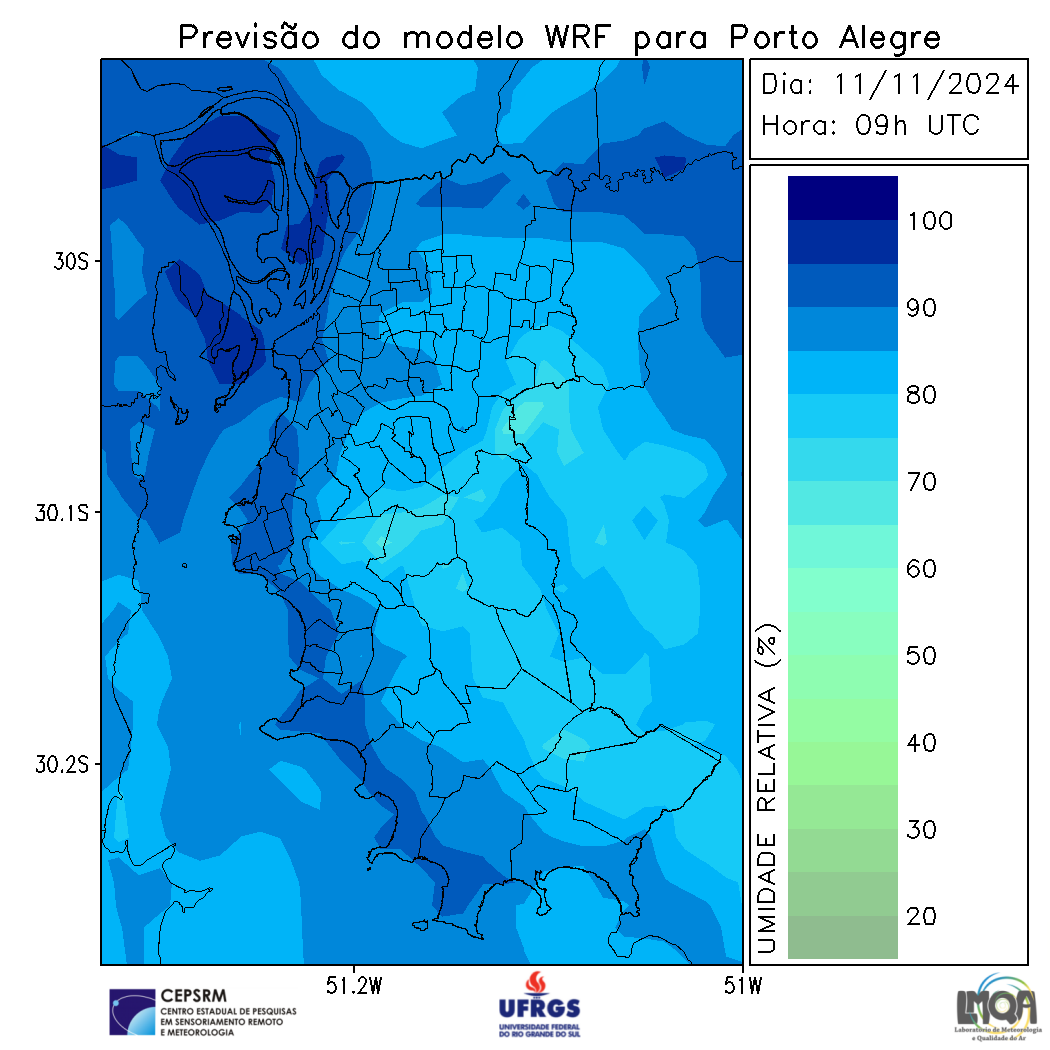 Previsão do modelo WRF para Porto Alegre
Dia: 11/11/2024
Hora: 09h UTC
30S
30.1S
30.2S
51.2W
51W
UMIDADE RELATIVA (%)
100
90
80
70
60
50
40
30
20
CEPSRM
CENTRO ESTADUAL DE PESQUISAS
EM SENSORIAMENTO REMOTO
E METEOROLOGIA
UFRGS
UNIVERSIDADE FEDERAL
DO RIO GRANDE DO SUL
LMQA
Laboratório de Meteorologia
e Qualidade do Ar